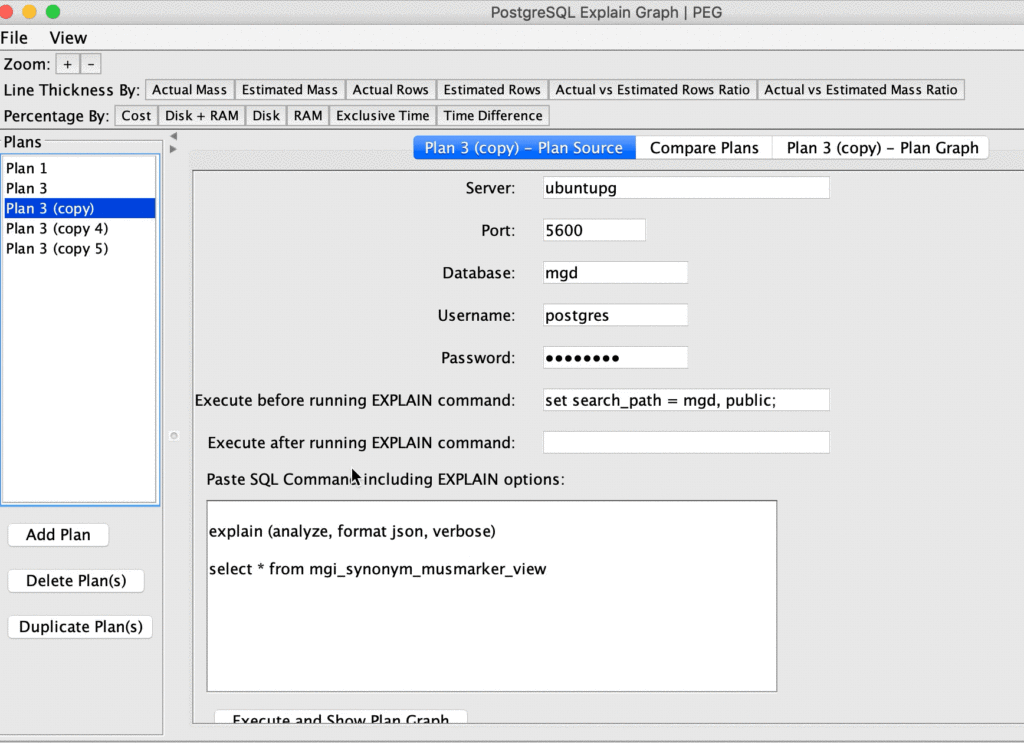 PostgreSQL Explain Graph | PEG
File View
Zoom: + -
Line Thickness By: Actual Mass Estimated Mass Actual Rows Estimated Rows Actual vs Estimated Rows Ratio Actual vs Estimated Mass Ratio
Percentage By: Cost Disk + RAM Disk RAM Exclusive Time Time Difference
Plans
Plan 1
Plan 3
Plan 3 (copy)
Plan 3 (copy 4)
Plan 3 (copy 5)
Add Plan
Delete Plan(s)
Duplicate Plan(s)
Plan 3 (copy) – Plan Source Compare Plans Plan 3 (copy) – Plan Graph
Server: ubuntupg
Port: 5600
Database: mgd
Username: postgres
Password: ●●●●●●●●
Execute before running EXPLAIN command: set search_path = mgd, public;
Execute after running EXPLAIN command:
Paste SQL Command including EXPLAIN options:
explain (analyze, format json, verbose)
select * from mgi_synonym_musmarker_view
Execute and Show Plan Graph